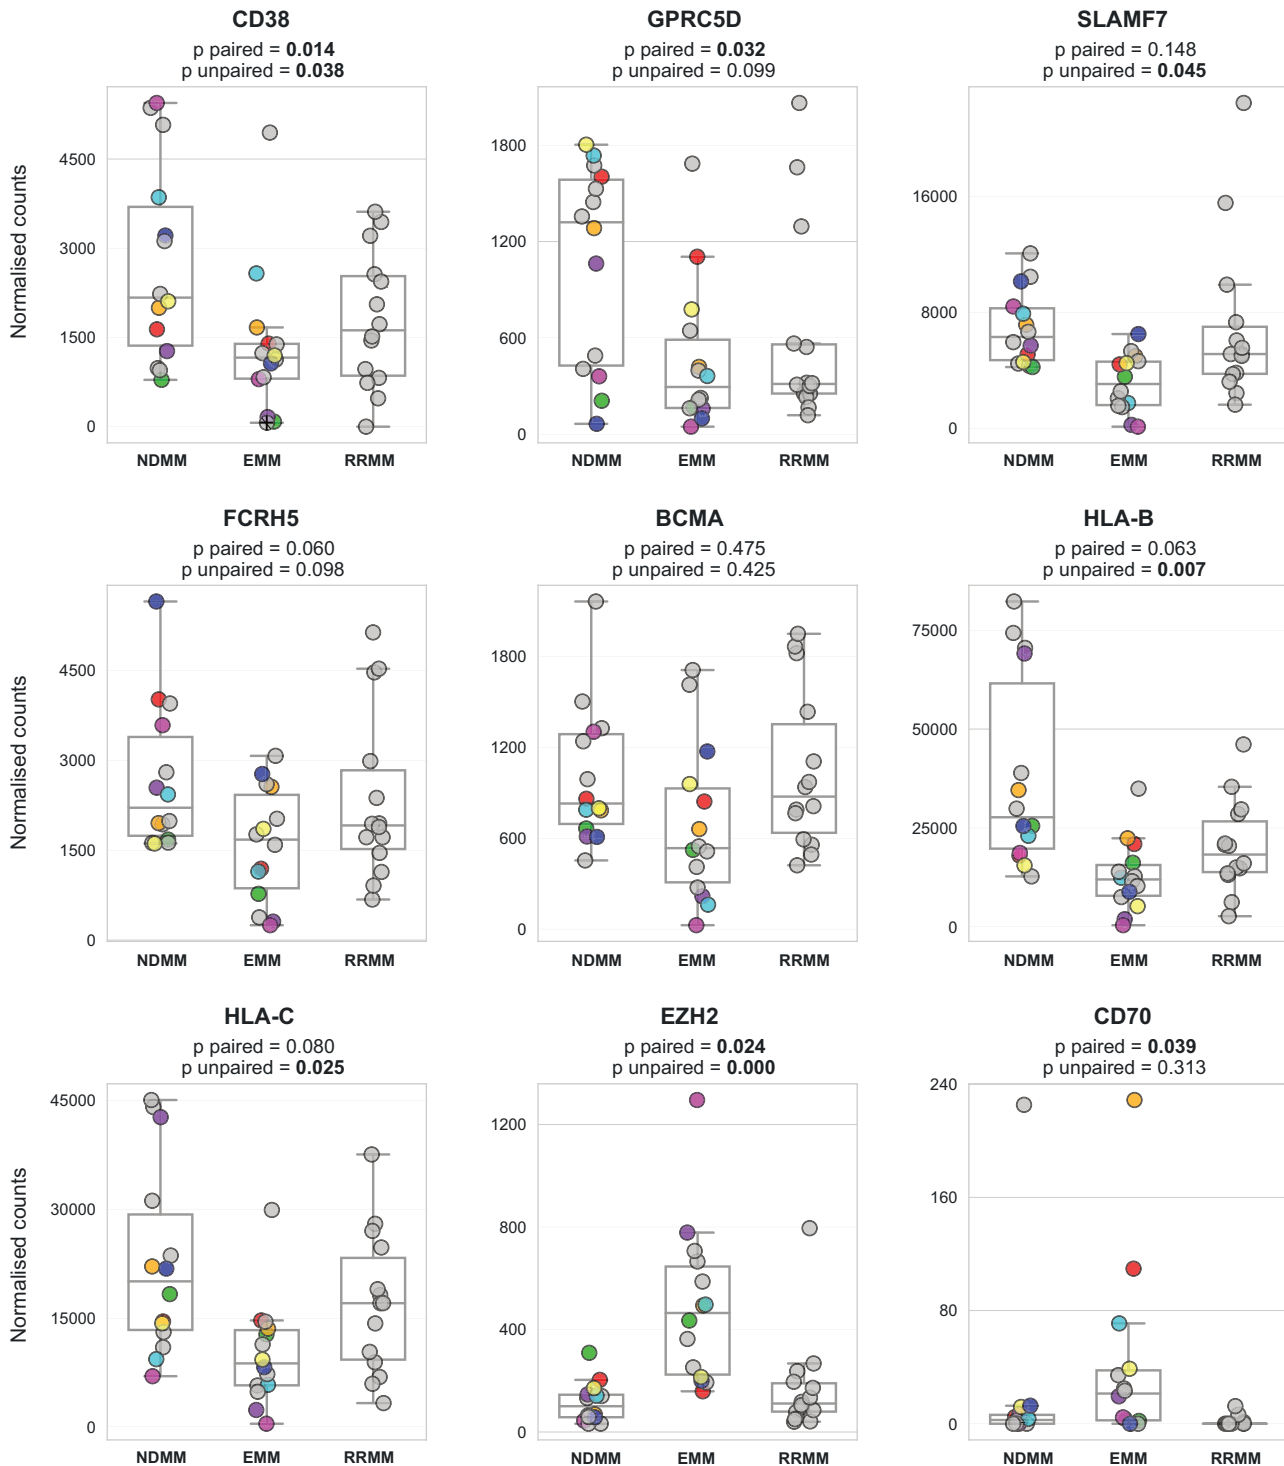 CD38
p paired = 0.014
p unpaired = 0.038
Normalised counts
4500
3000
1500
0
NDMM EMM RRMM
GPRC5D
p paired = 0.032
p unpaired = 0.099
1800
1200
600
0
NDMM EMM RRMM
SLAMF7
p paired = 0.148
p unpaired = 0.045
16000
8000
0
NDMM EMM RRMM
FCRH5
p paired = 0.060
p unpaired = 0.098
Normalised counts
4500
3000
1500
0
NDMM EMM RRMM
BCMA
p paired = 0.475
p unpaired = 0.425
1800
1200
600
0
NDMM EMM RRMM
HLA-B
p paired = 0.063
p unpaired = 0.007
75000
50000
25000
0
NDMM EMM RRMM
HLA-C
p paired = 0.080
p unpaired = 0.025
Normalised counts
45000
30000
15000
0
NDMM EMM RRMM
EZH2
p paired = 0.024
p unpaired = 0.000
1200
800
400
0
NDMM EMM RRMM
CD70
p paired = 0.039
p unpaired = 0.313
240
160
80
0
NDMM EMM RRMM